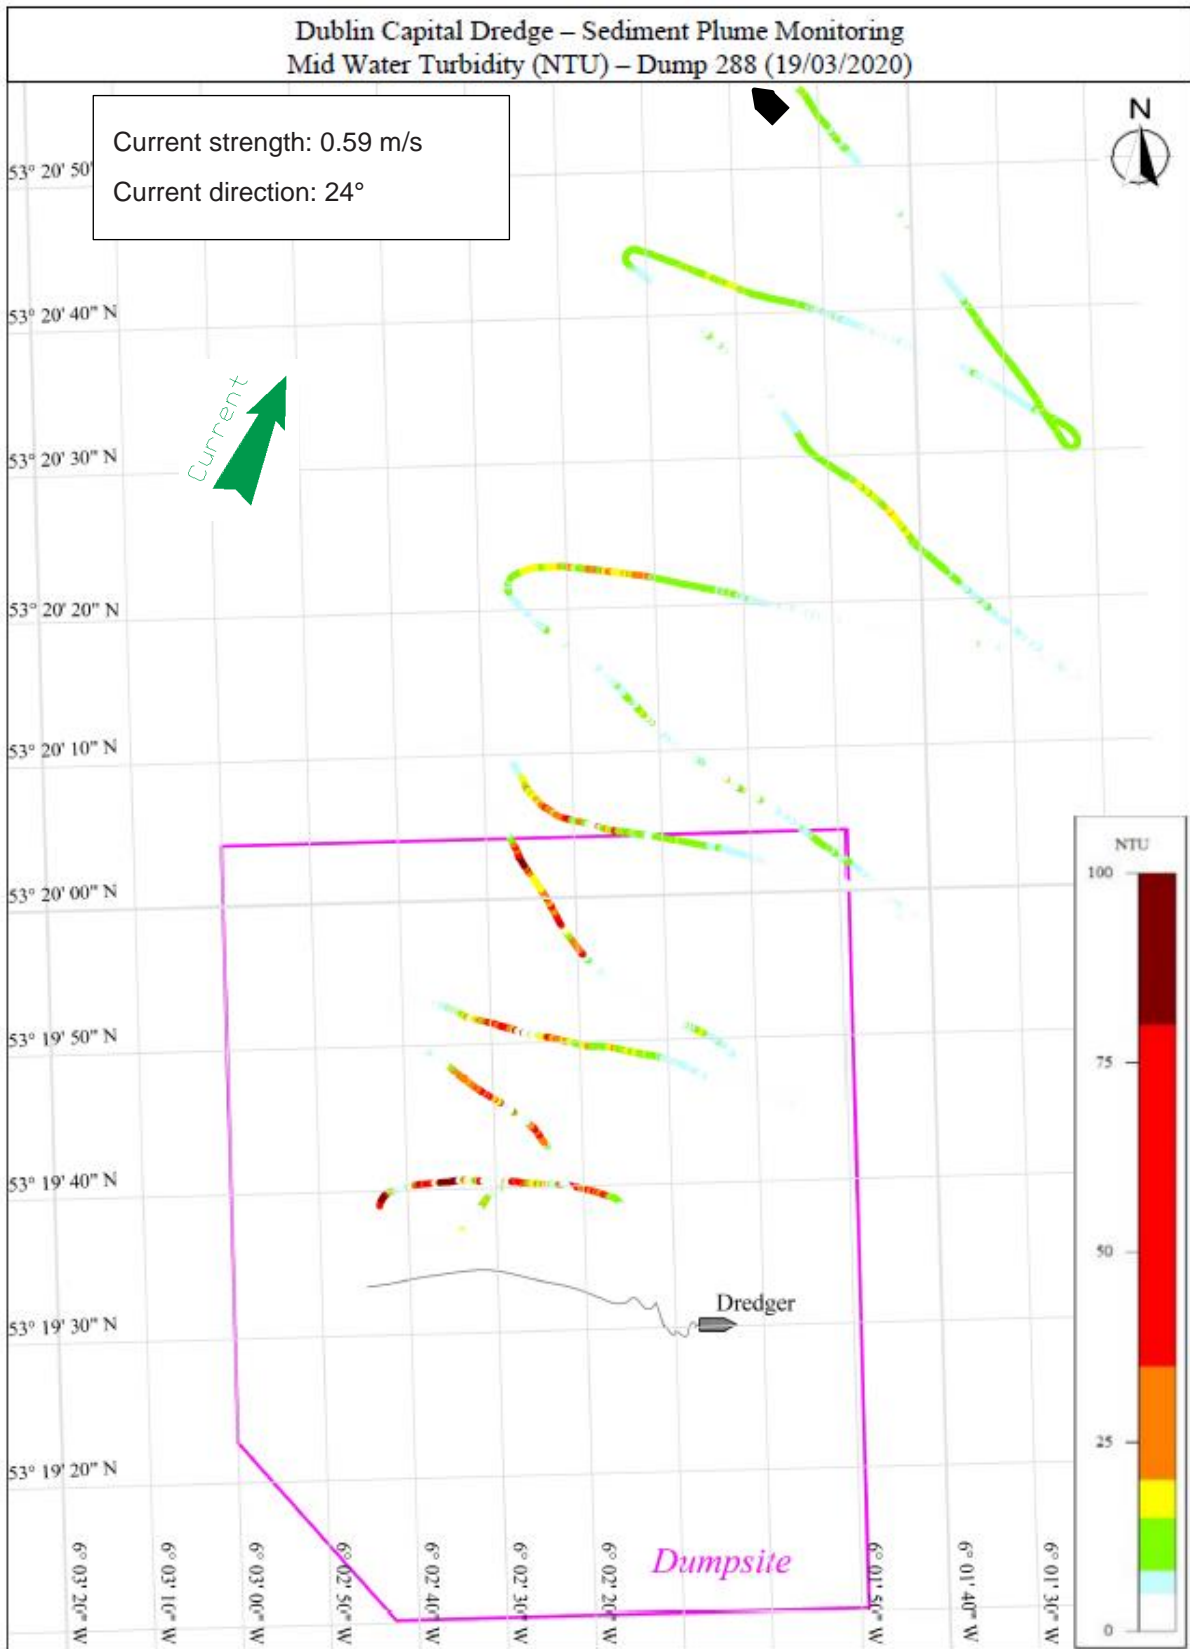 Dublin Capital Dredge – Sediment Plume Monitoring
Mid Water Turbidity (NTU) – Dump 288 (19/03/2020)
Current strength: 0.59 m/s
Current direction: 24°
N
53° 20' 50"
53° 20' 40" N
Current
53° 20' 30" N
53° 20' 20" N
53° 20' 10" N
53° 20' 00" N
53° 19' 50" N
53° 19' 40" N
53° 19' 30" N
53° 19' 20" N
Dredger
Dumpsite
NTU
100
75
50
25
0
6° 03' 20" W
6° 03' 10" W
6° 03' 00" W
6° 02' 50" W
6° 02' 40" W
6° 02' 30" W
6° 02' 20" W
6° 01' 50" W
6° 01' 40" W
6° 01' 30" W